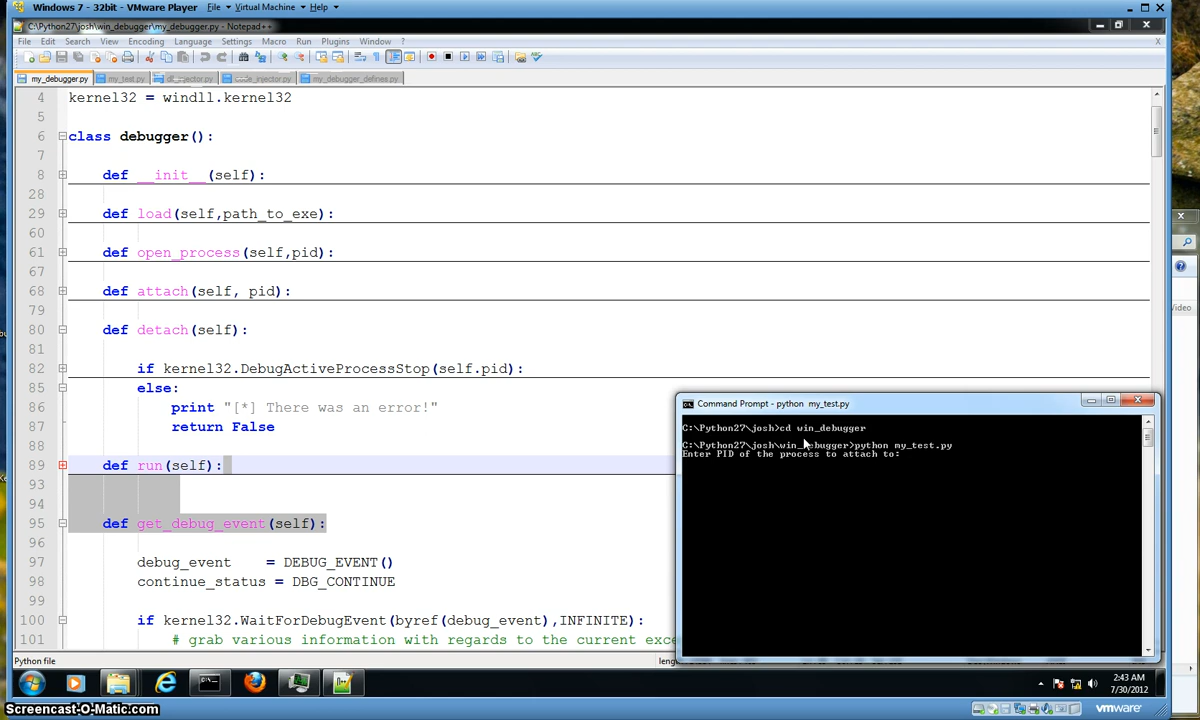 Windows 7 - 32bit - VMware Player File Virtual Machine Help
C:\Python27\josh\win_debugger\my_debugger.py - Notepad++
File Edit Search View Encoding Language Settings Macro Run Plugins Window ?
my_debugger.py my_test.py my_debugger_defines.py
4 kernel32 = windll.kernel32
5
6 class debugger():
7
8 def __init__(self):
28
29 def load(self,path_to_exe):
60
61 def open_process(self,pid):
67
68 def attach(self, pid):
79
80 def detach(self):
81
82 if kernel32.DebugActiveProcessStop(self.pid):
85 else:
86 print "[*] There was an error!"
87 return False
88
89 def run(self):
93
94
95 def get_debug_event(self):
96
97 debug_event = DEBUG_EVENT()
98 continue_status = DBG_CONTINUE
99
100 if kernel32.WaitForDebugEvent(byref(debug_event),INFINITE):
101 # grab various information with regards to the current exce
Command Prompt - python my_test.py
C:\Python27\josh>cd win_debugger
C:\Python27\josh\win_debugger>python my_test.py
Enter PID of the process to attach to:
Video
Python file
leng
2:43 AM
7/30/2012
Screencast-O-Matic.com
vmware